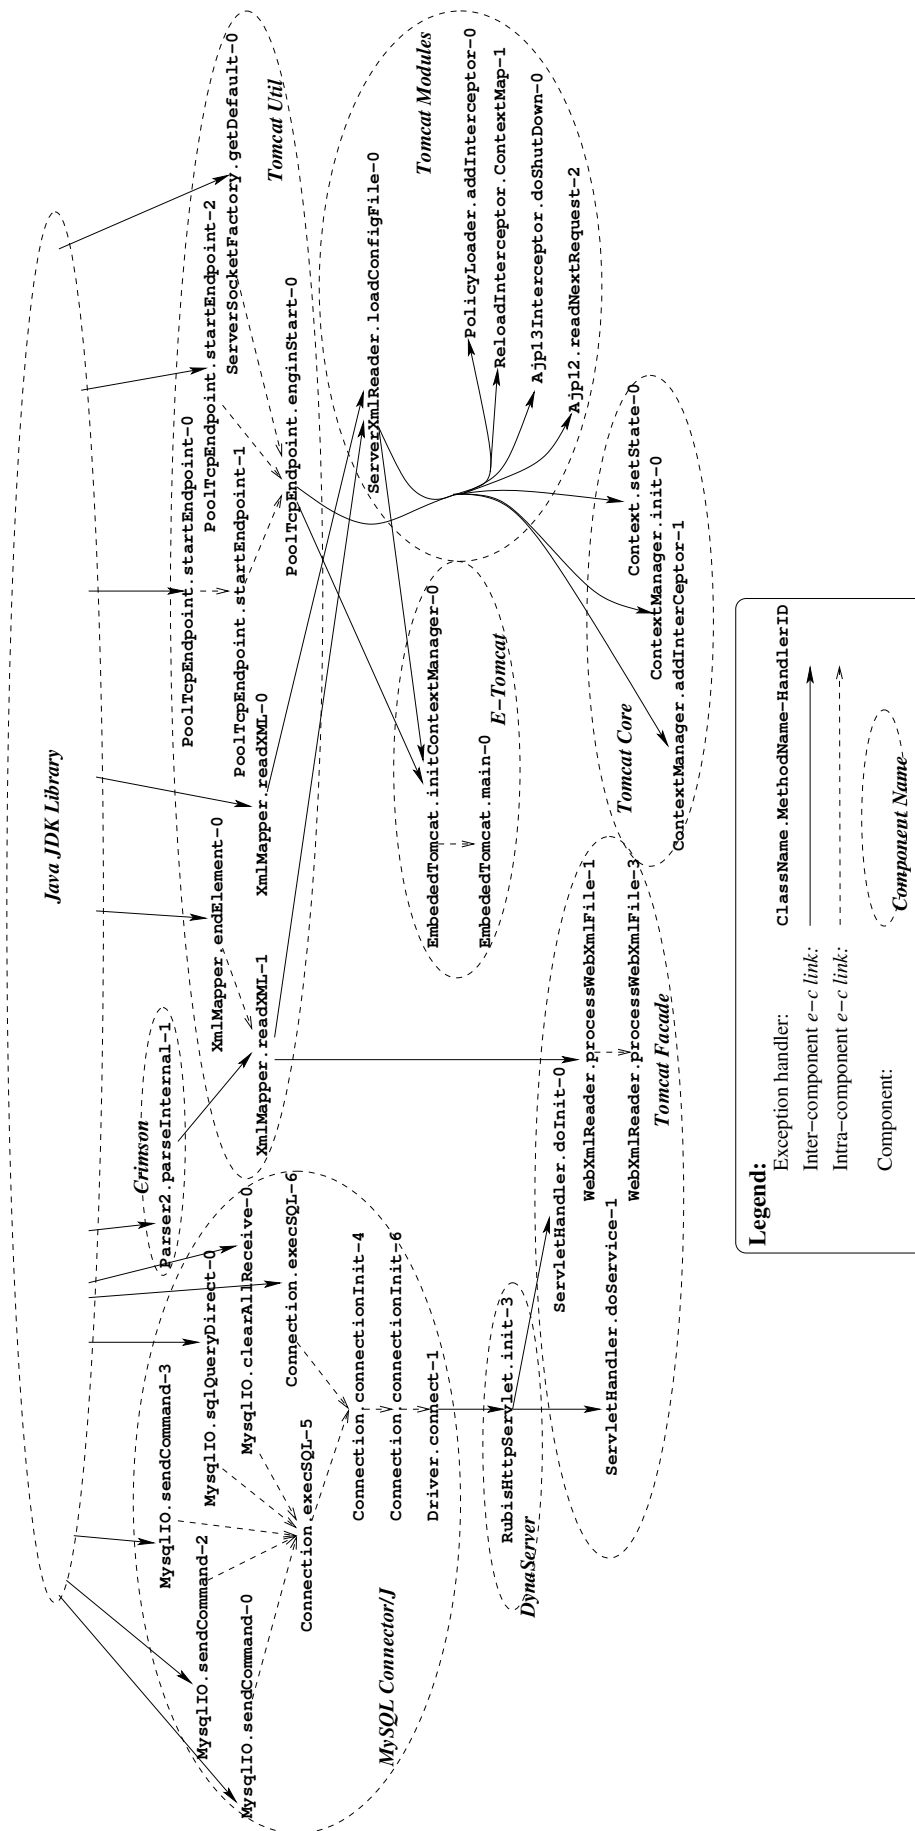 Java JDK Library
MysqlIO.sendCommand-0
MysqlIO.sendCommand-2
MysqlIO.sendCommand-3
MysqlIO.sqlQueryDirect-0
MysqlIO.clearAllReceive-0
Connection.execSQL-5
Connection.execSQL-6
Connection.connectionInit-4
Connection.connectionInit-6
Driver.connect-1
MySQL Connector/J
Crimson
Parser2.parseInternal-1
XmlMapper.endElement-0
XmlMapper.readXML-1
XmlMapper.readXML-0
PoolTcpEndpoint.startEndpoint-0
PoolTcpEndpoint.startEndpoint-1
PoolTcpEndpoint.startEndpoint-2
ServerSocketFactory.getDefault-0
PoolTcpEndpoint.enginStart-0
Tomcat Util
ServerXmlReader.loadConfigFile-0
Tomcat Modules
PolicyLoader.addInterceptor-0
ReloadInterceptor.ContextMap-1
Ajp13Interceptor.doShutDown-0
Ajp12.readNextRequest-2
EmbededTomcat.initContextManager-0
EmbededTomcat.main-0
E-Tomcat
RubisHttpServlet.init-3
DynaServer
ServletHandler.doInit-0
WebXmlReader.processWebXmlFile-1
ServletHandler.doService-1
WebXmlReader.processWebXmlFile-3
Tomcat Facade
Tomcat Core
Context.setState-0
ContextManager.init-0
ContextManager.addInterCeptor-1
Legend:
Exception handler: ClassName.MethodName-HandlerID
Inter-component e-c link:
Intra-component e-c link:
Component: Component Name